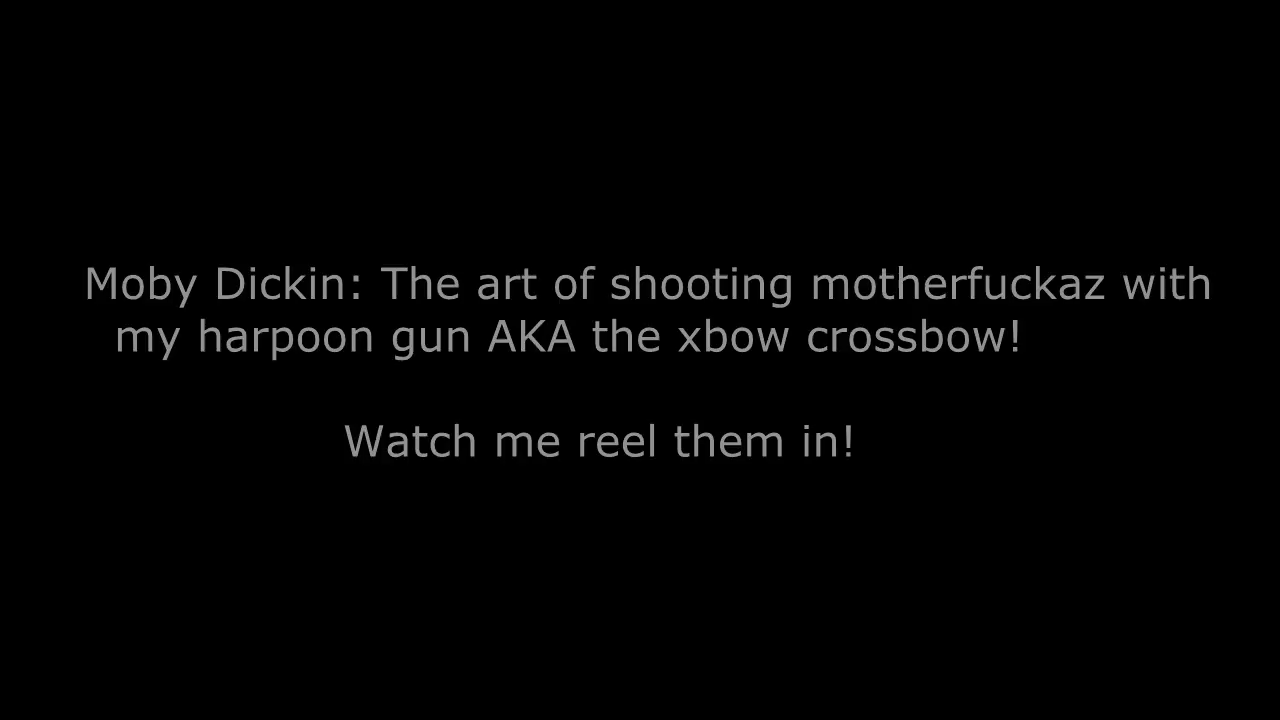 Moby Dickin: The art of shooting motherfuckaz with
my harpoon gun AKA the xbow crossbow!
Watch me reel them in!